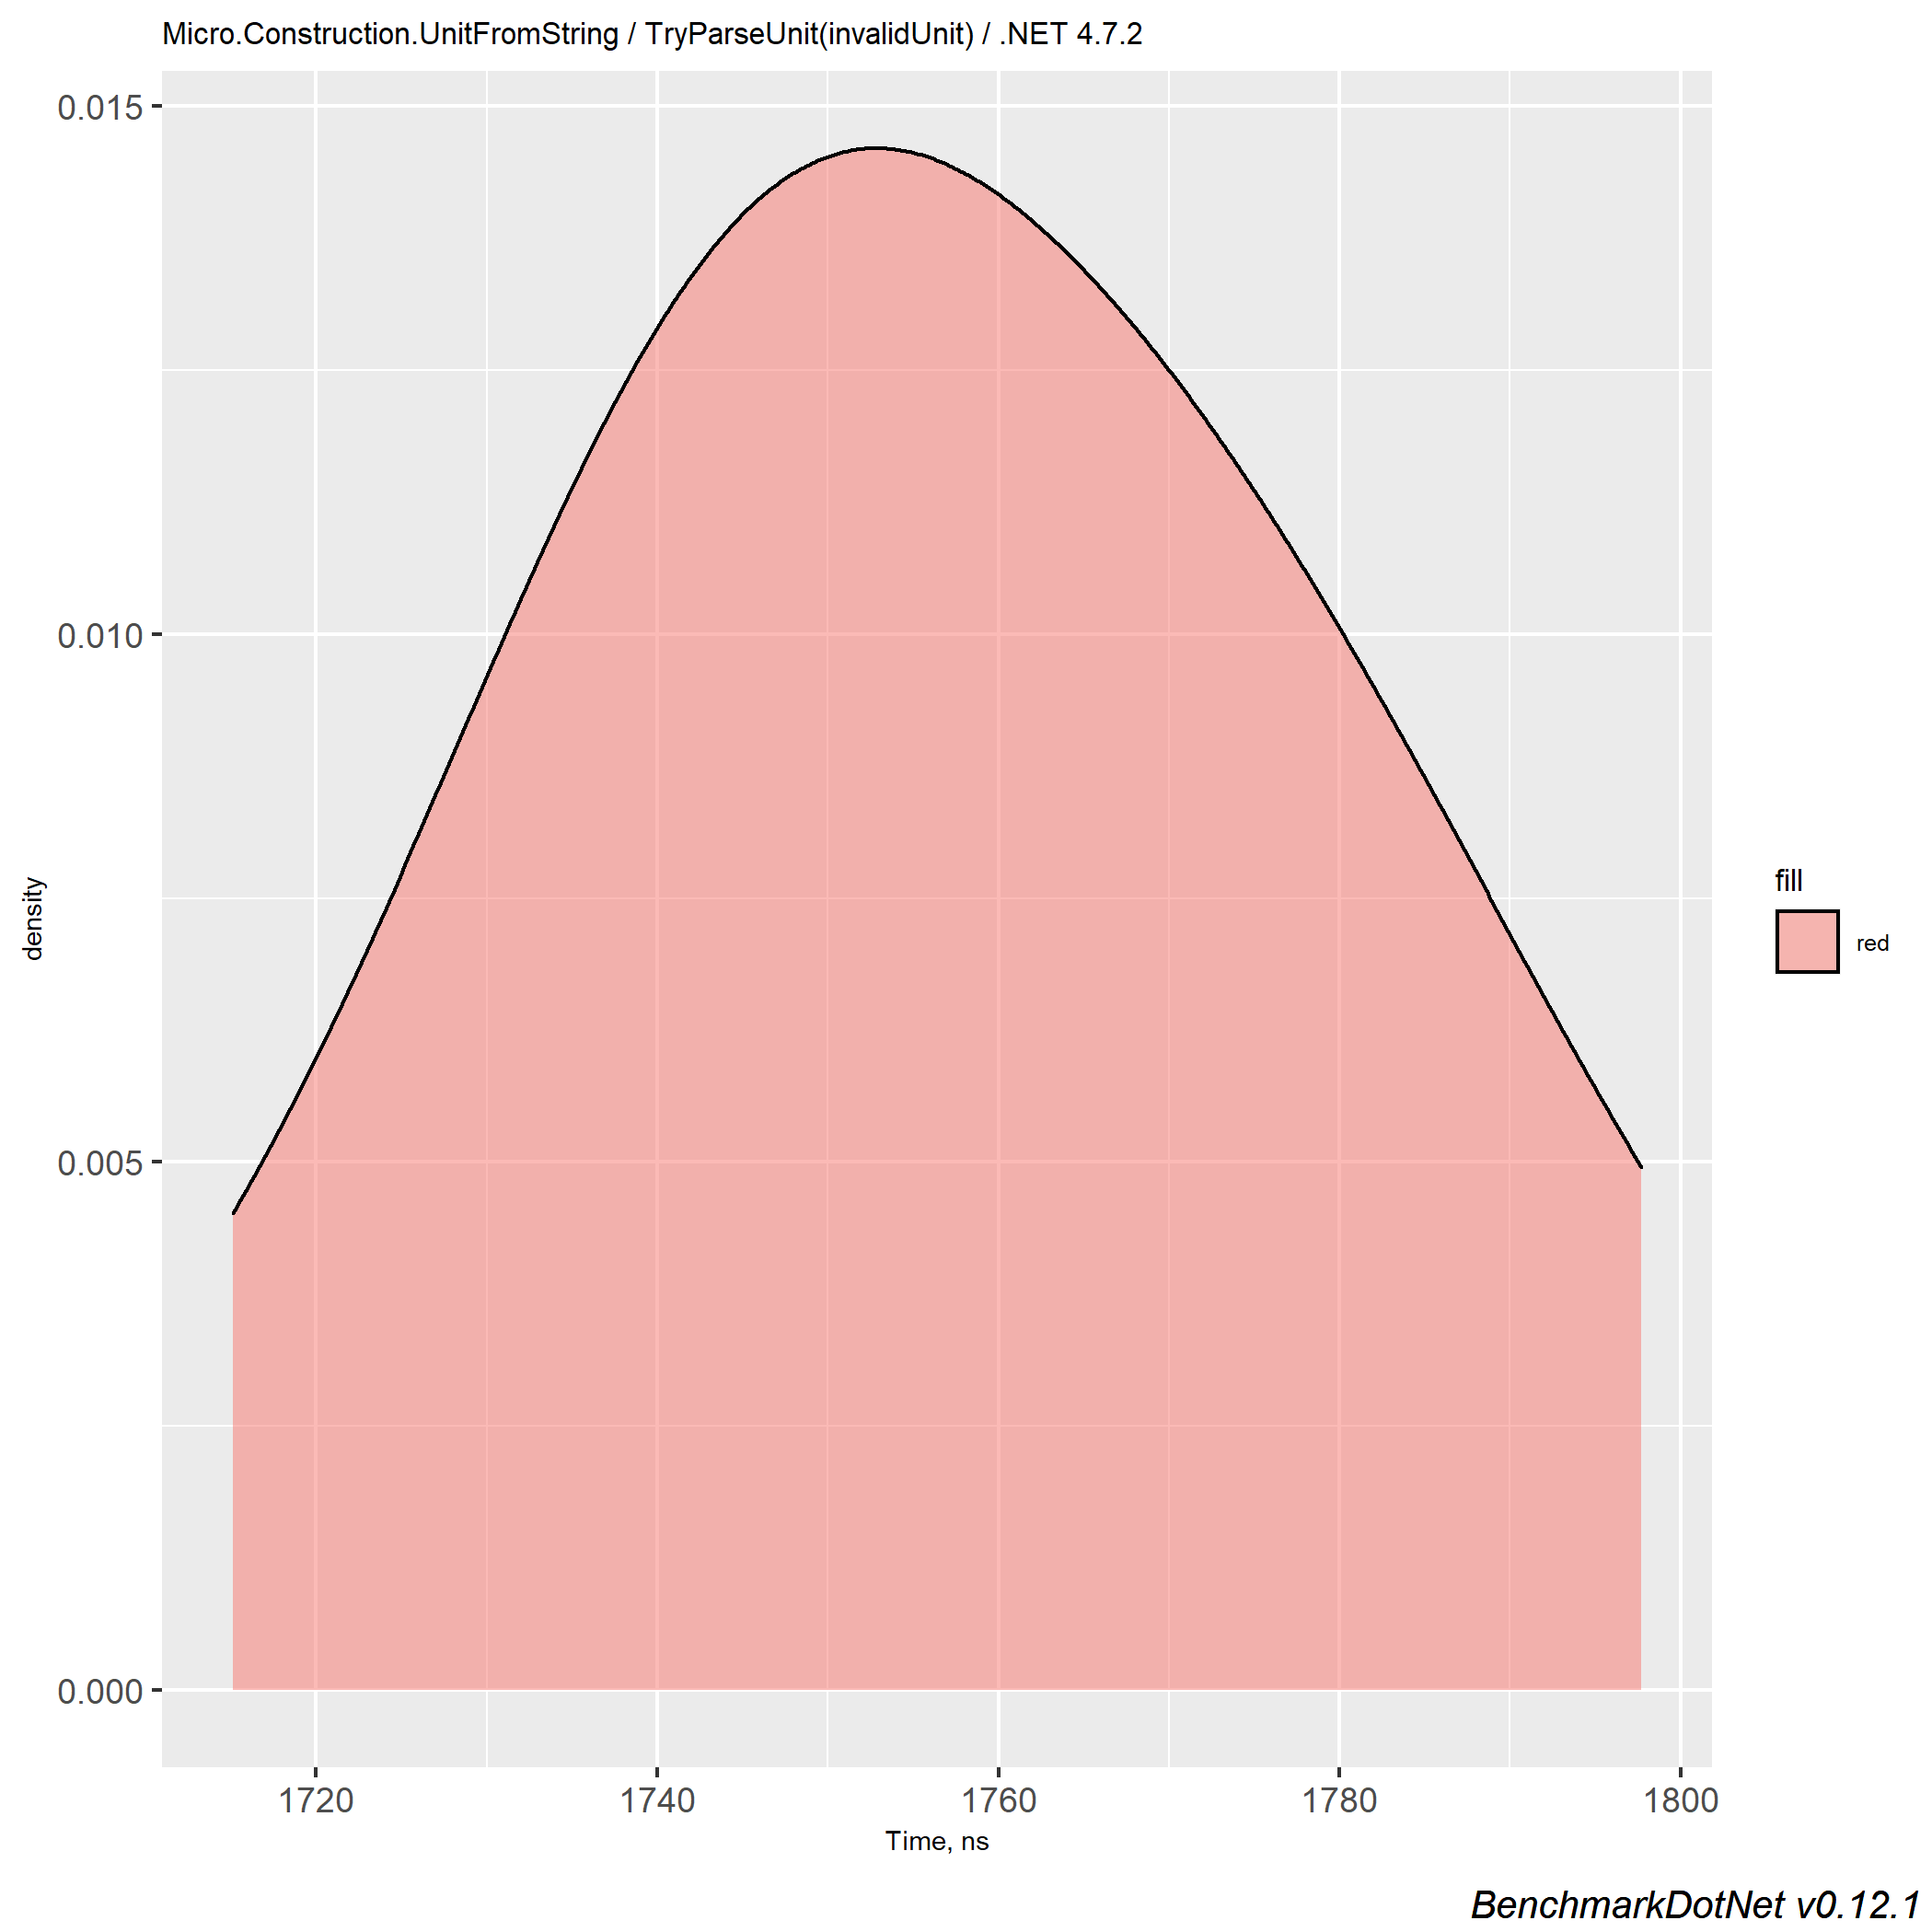 Micro.Construction.UnitFromString / TryParseUnit(invalidUnit) / .NET 4.7.2
0.015
0.010
0.005
0.000
density
1720 1740 1760 1780 1800
Time, ns
fill
red
BenchmarkDotNet v0.12.1